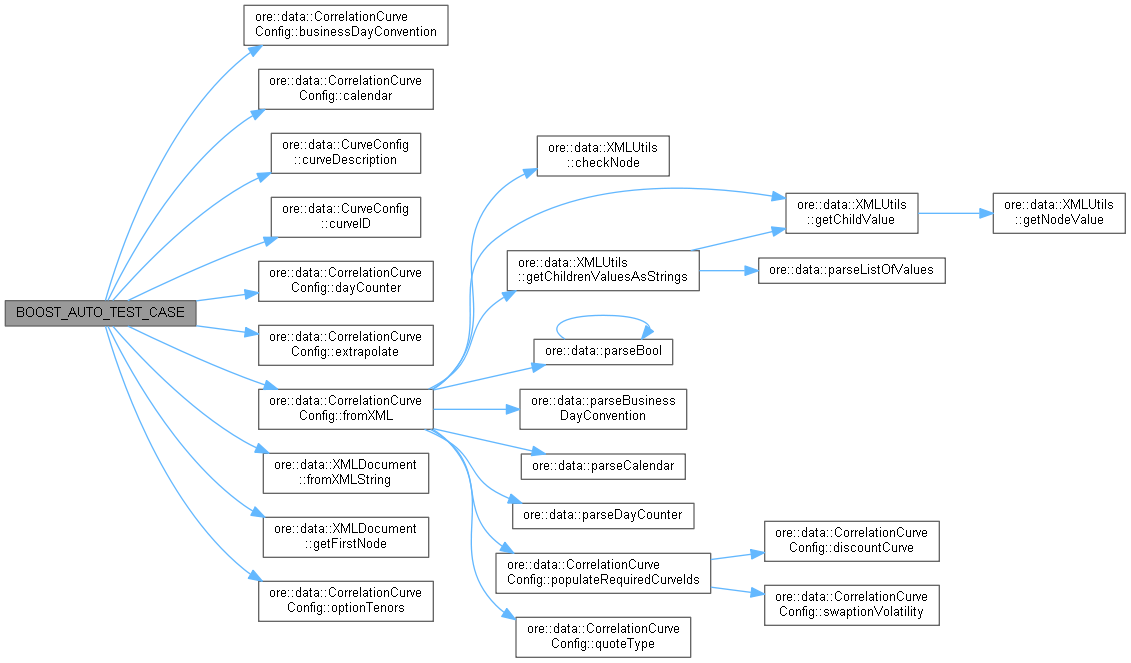 BOOST_AUTO_TEST_CASE
ore::data::CorrelationCurve
Config::businessDayConvention
ore::data::CorrelationCurve
Config::calendar
ore::data::CurveConfig
::curveDescription
ore::data::CurveConfig
::curveID
ore::data::CorrelationCurve
Config::dayCounter
ore::data::CorrelationCurve
Config::extrapolate
ore::data::CorrelationCurve
Config::fromXML
ore::data::XMLDocument
::fromXMLString
ore::data::XMLDocument
::getFirstNode
ore::data::CorrelationCurve
Config::optionTenors
ore::data::XMLUtils
::checkNode
ore::data::XMLUtils
::getChildrenValuesAsStrings
ore::data::parseBool
ore::data::parseBusiness
DayConvention
ore::data::parseCalendar
ore::data::parseDayCounter
ore::data::CorrelationCurve
Config::populateRequiredCurveIds
ore::data::CorrelationCurve
Config::quoteType
ore::data::XMLUtils
::getChildValue
ore::data::parseListOfValues
ore::data::CorrelationCurve
Config::discountCurve
ore::data::CorrelationCurve
Config::swaptionVolatility
ore::data::XMLUtils
::getNodeValue